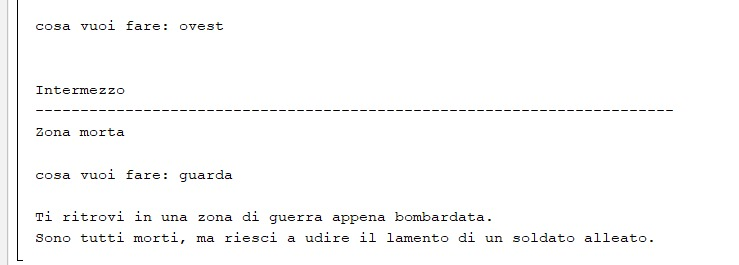 cosa vuoi fare: ovest
Intermezzo
-----------------------------------------------------------------------
Zona morta
cosa vuoi fare: guarda
Ti ritrovi in una zona di guerra appena bombardata.
Sono tutti morti, ma riesci a udire il lamento di un soldato alleato.